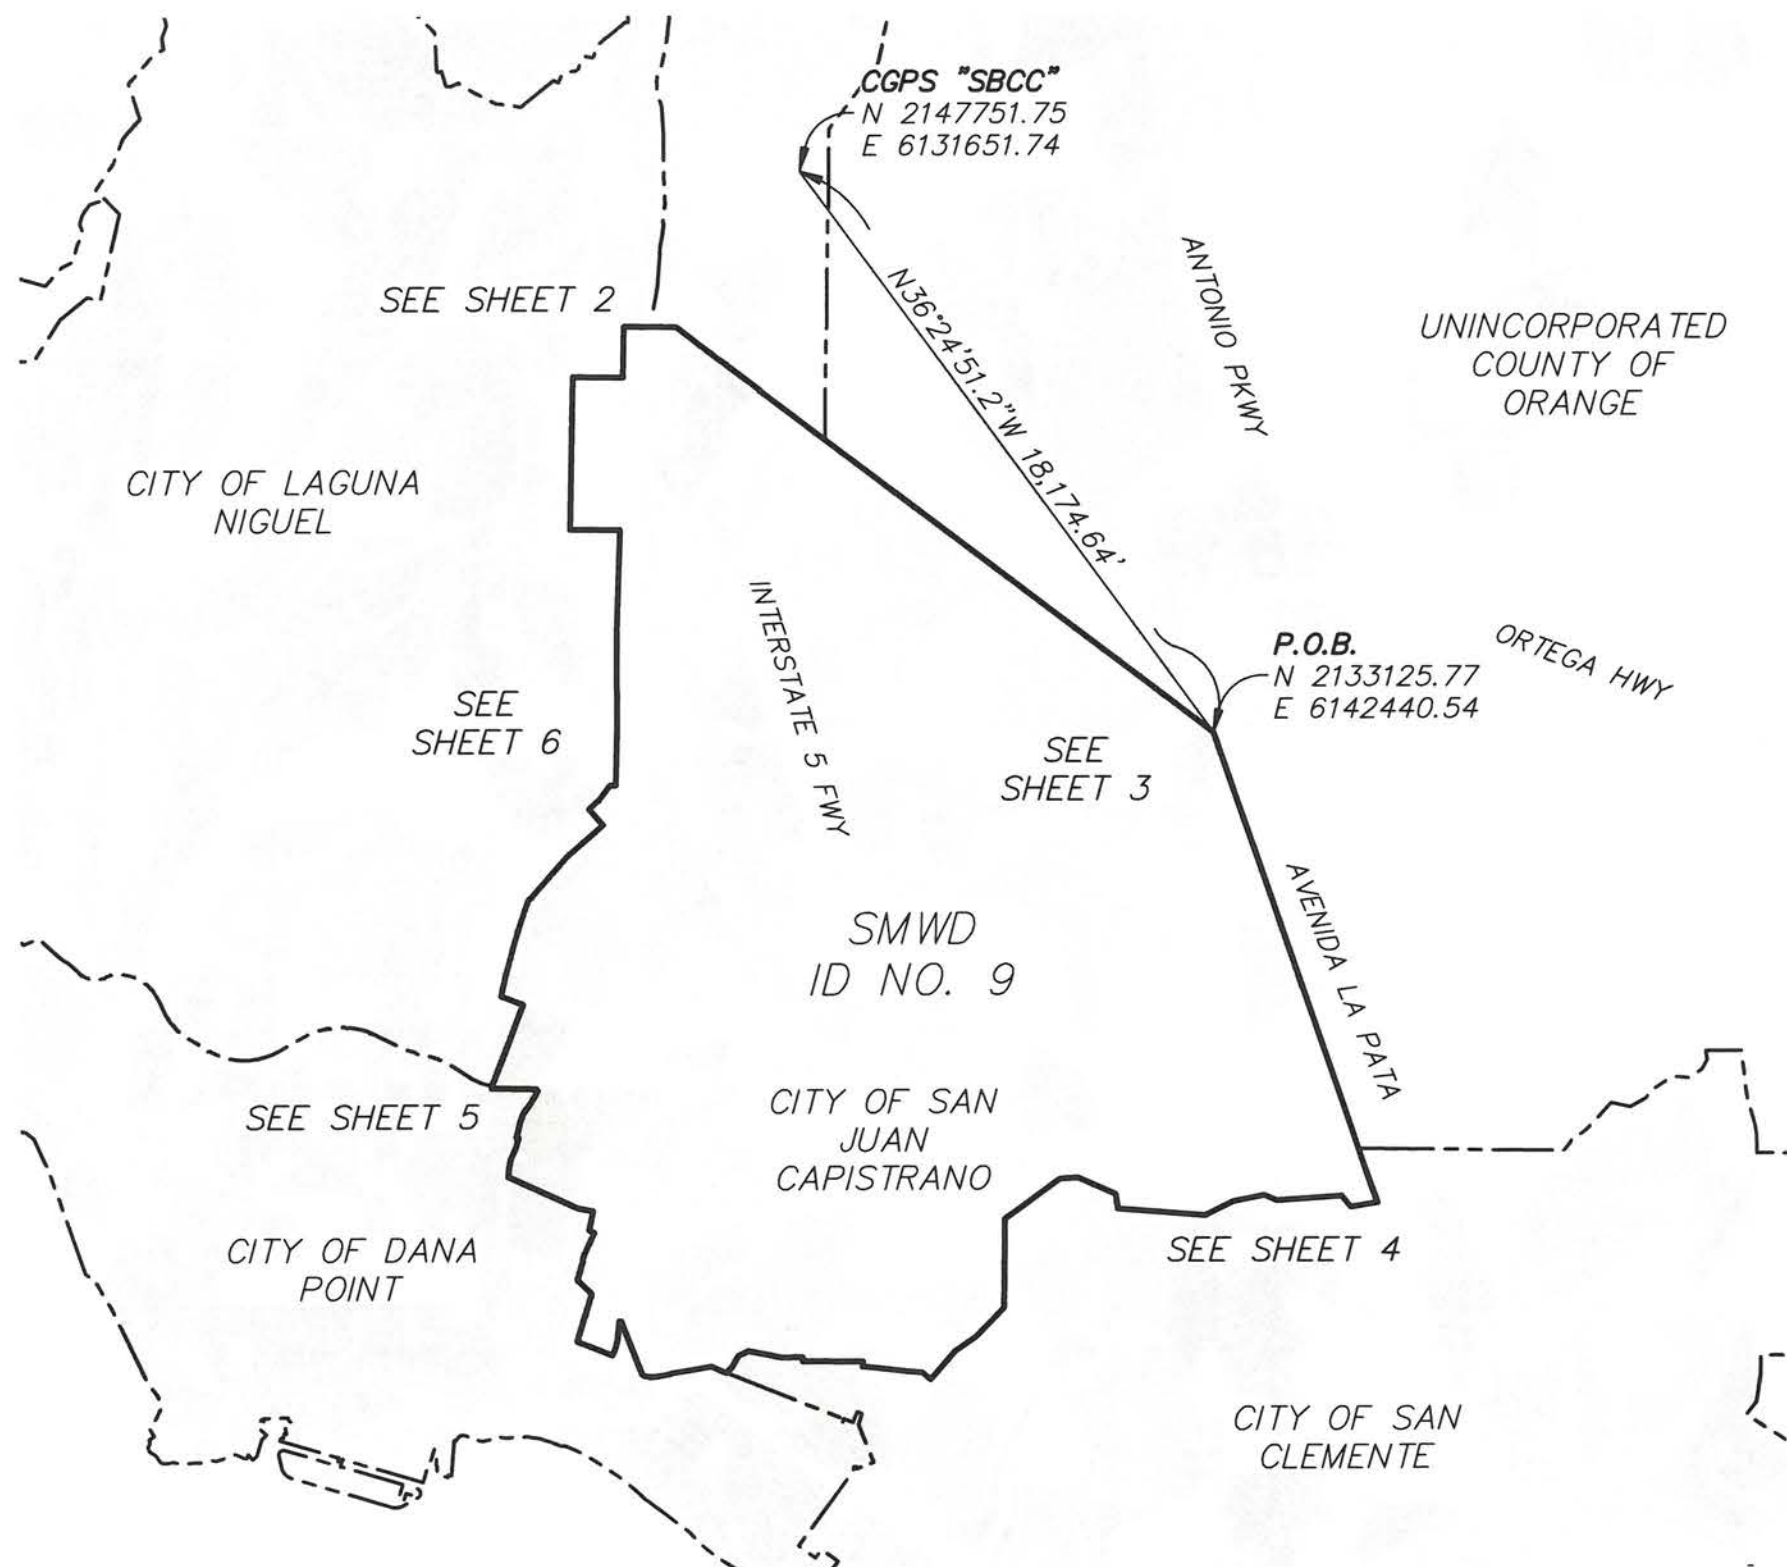 CGPS "SBCC"
N 2147751.75
E 6131651.74
SEE SHEET 2
N36°24'51.2"W 18,174.64'
ANTONIO PKWY
UNINCORPORATED
COUNTY OF
ORANGE
CITY OF LAGUNA
NIGUEL
INTERSTATE 5 FWY
P.O.B.
N 2133125.77
E 6142440.54
ORTEGA HWY
SEE
SHEET 6
SEE
SHEET 3
AVENIDA LA PATA
SMWD
ID NO. 9
SEE SHEET 5
CITY OF SAN
JUAN
CAPISTRANO
CITY OF DANA
POINT
SEE SHEET 4
CITY OF SAN
CLEMENTE